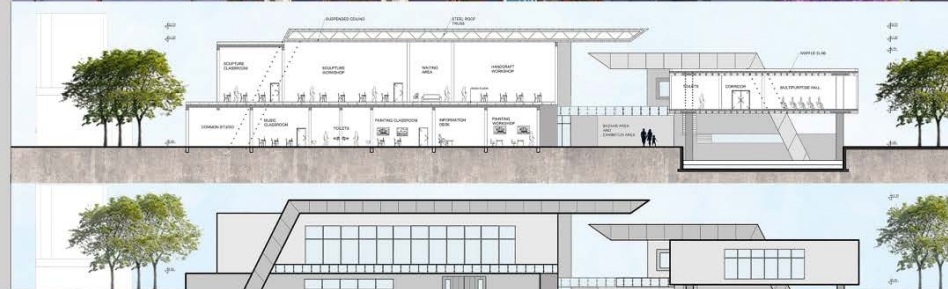 SUSPENDED CEILING
STEEL ROOF
TRUSS
WAFFLE SLAB
SCUPTURE
CLASSROOM
SCULPTURE
WORKSHOP
WAITING
AREA
HANDCRAFT
WORKSHOP
TOILETS
CORRIDOR
MULTIPURPOSE HALL
COMMON STUDIO
MUSIC
CLASSROOM
TOILETS
PAINTING CLASSROOM
INFORMATION
DESK
PAINTING
WORKSHOP
BAZAAR AREA
AND
EXHIBITION AREA